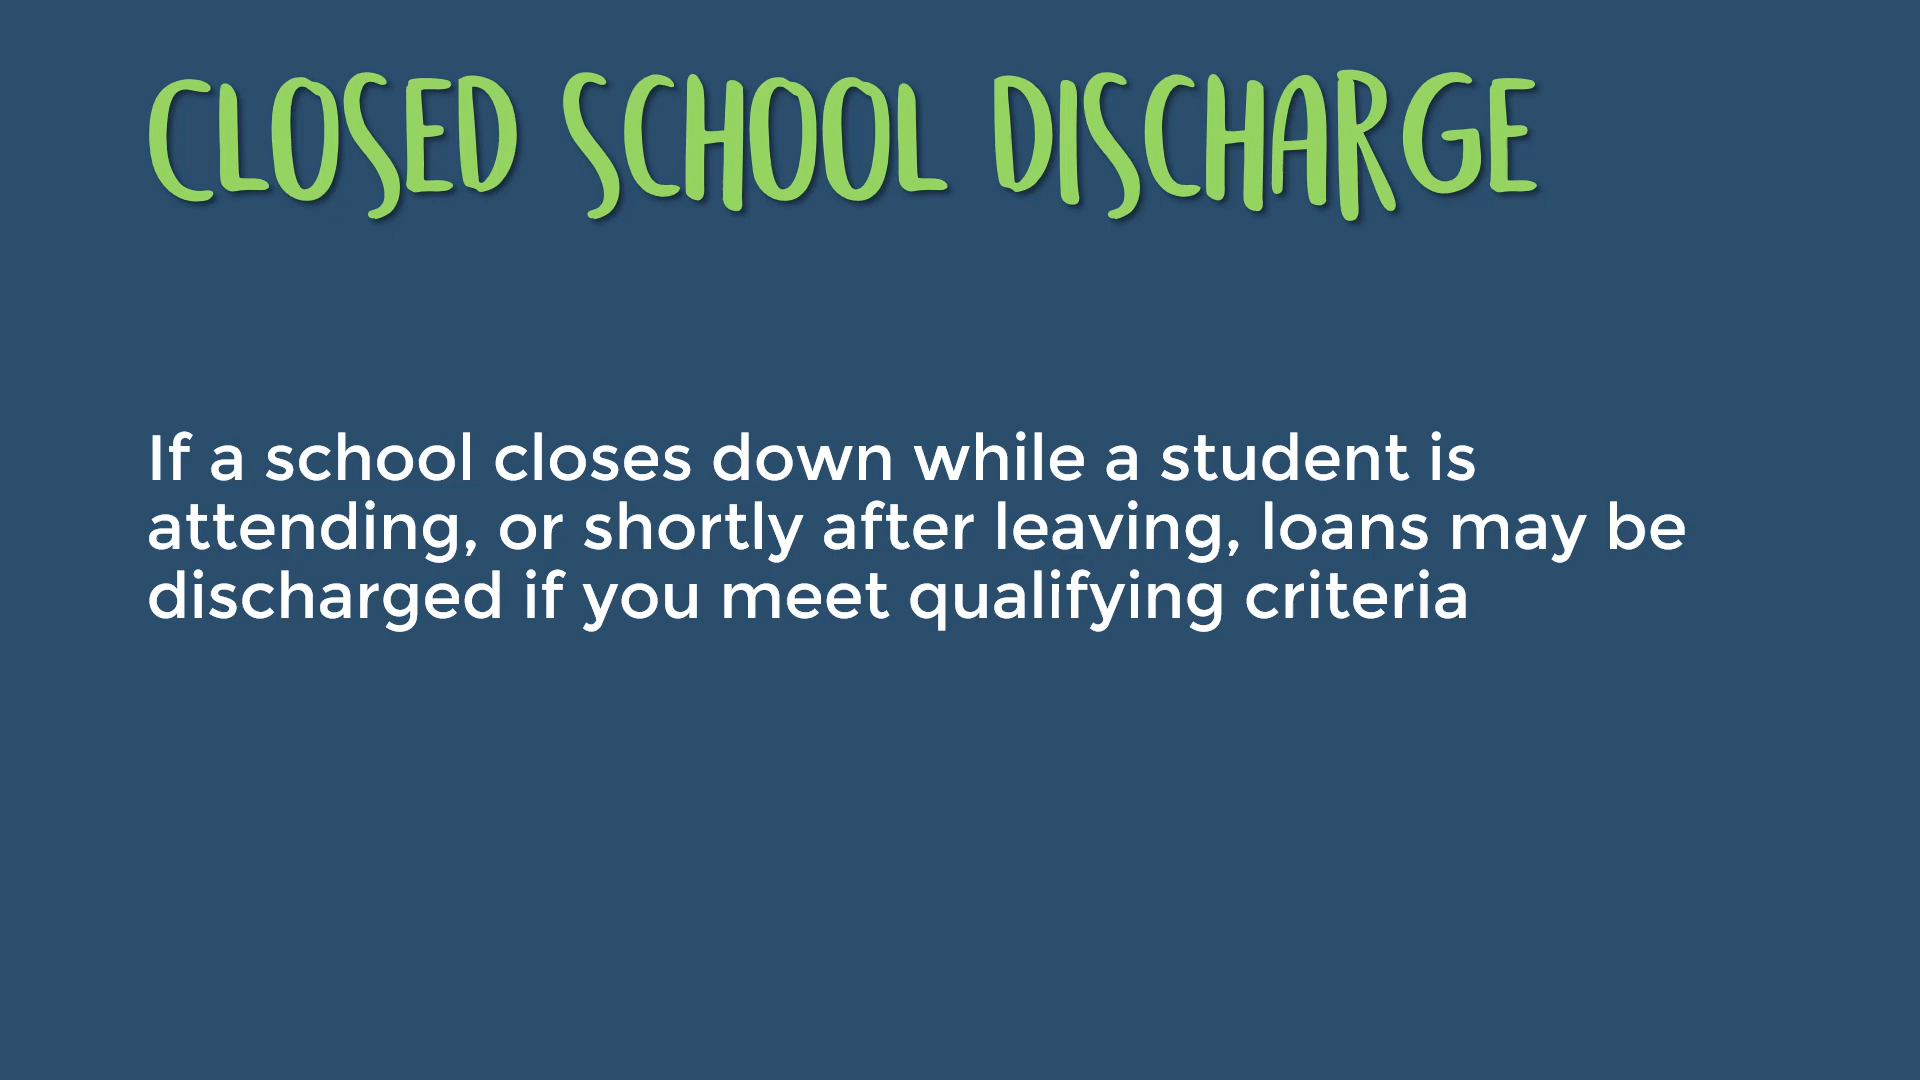 CLOSED SCHOOL DISCHARGE
If a school closes down while a student is
attending, or shortly after leaving, loans may be
discharged if you meet qualifying criteria